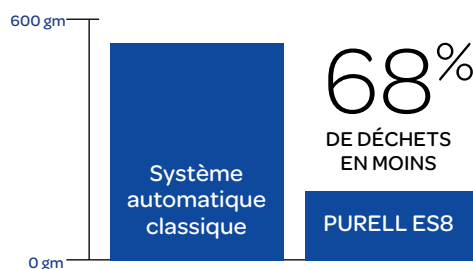 600 gm
68%
DE DÉCHETS
EN MOINS
Système
automatique
classique
PURELL ES8
0 gm